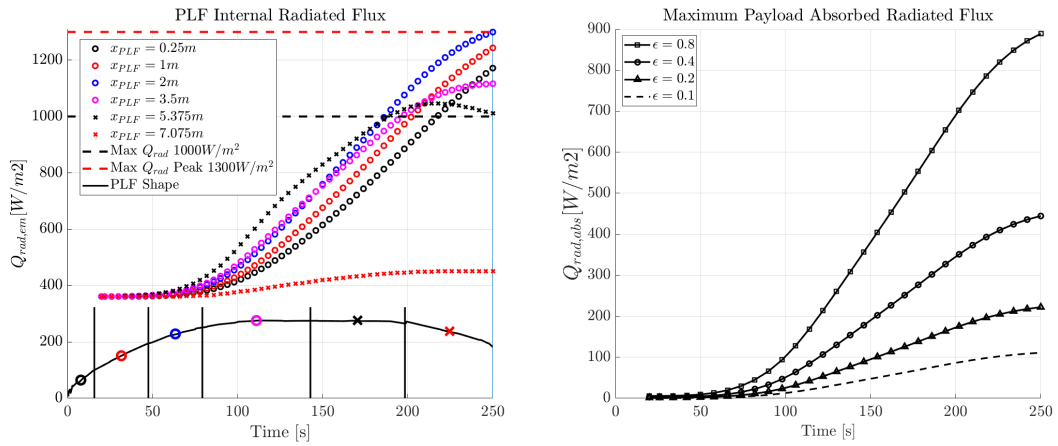 PLF Internal Radiated Flux
x_PLF = 0.25m
x_PLF = 1m
x_PLF = 2m
x_PLF = 3.5m
x_PLF = 5.375m
x_PLF = 7.075m
Max Q_rad 1000W/m²
Max Q_rad Peak 1300W/m²
PLF Shape
Q_rad,em[W/m2]
1200
1000
800
600
400
200
0
0 50 100 150 200 250
Time [s]
Maximum Payload Absorbed Radiated Flux
ϵ = 0.8
ϵ = 0.4
ϵ = 0.2
ϵ = 0.1
Q_rad,abs[W/m2]
900
800
700
600
500
400
300
200
100
0
0 50 100 150 200 250
Time [s]